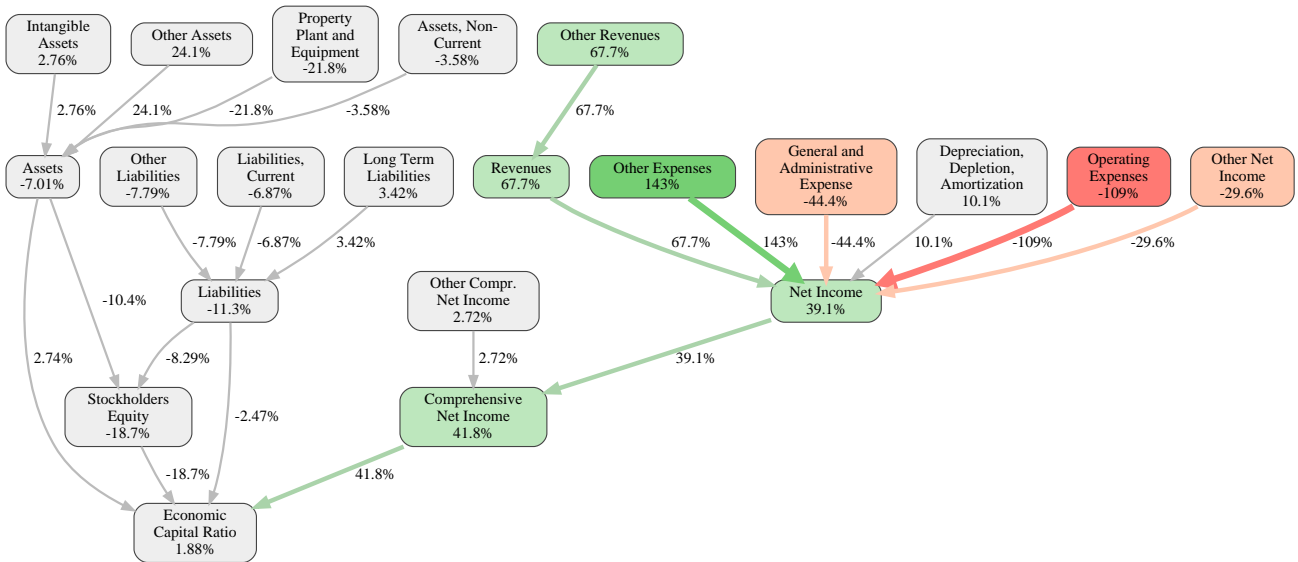 Intangible
Assets
2.76%
Other Assets
24.1%
Property
Plant and
Equipment
-21.8%
Assets, Non-
Current
-3.58%
Other Revenues
67.7%
2.76%
24.1%
-21.8%
-3.58%
67.7%
Assets
-7.01%
Other
Liabilities
-7.79%
Liabilities,
Current
-6.87%
Long Term
Liabilities
3.42%
Revenues
67.7%
Other Expenses
143%
General and
Administrative
Expense
-44.4%
Depreciation,
Depletion,
Amortization
10.1%
Operating
Expenses
-109%
Other Net
Income
-29.6%
-7.79%
-6.87%
3.42%
67.7%
143%
-44.4%
10.1%
-109%
-29.6%
-10.4%
Liabilities
-11.3%
Other Compr.
Net Income
2.72%
Net Income
39.1%
2.74%
-8.29%
2.72%
39.1%
Stockholders
Equity
-18.7%
-2.47%
Comprehensive
Net Income
41.8%
-18.7%
41.8%
Economic
Capital Ratio
1.88%